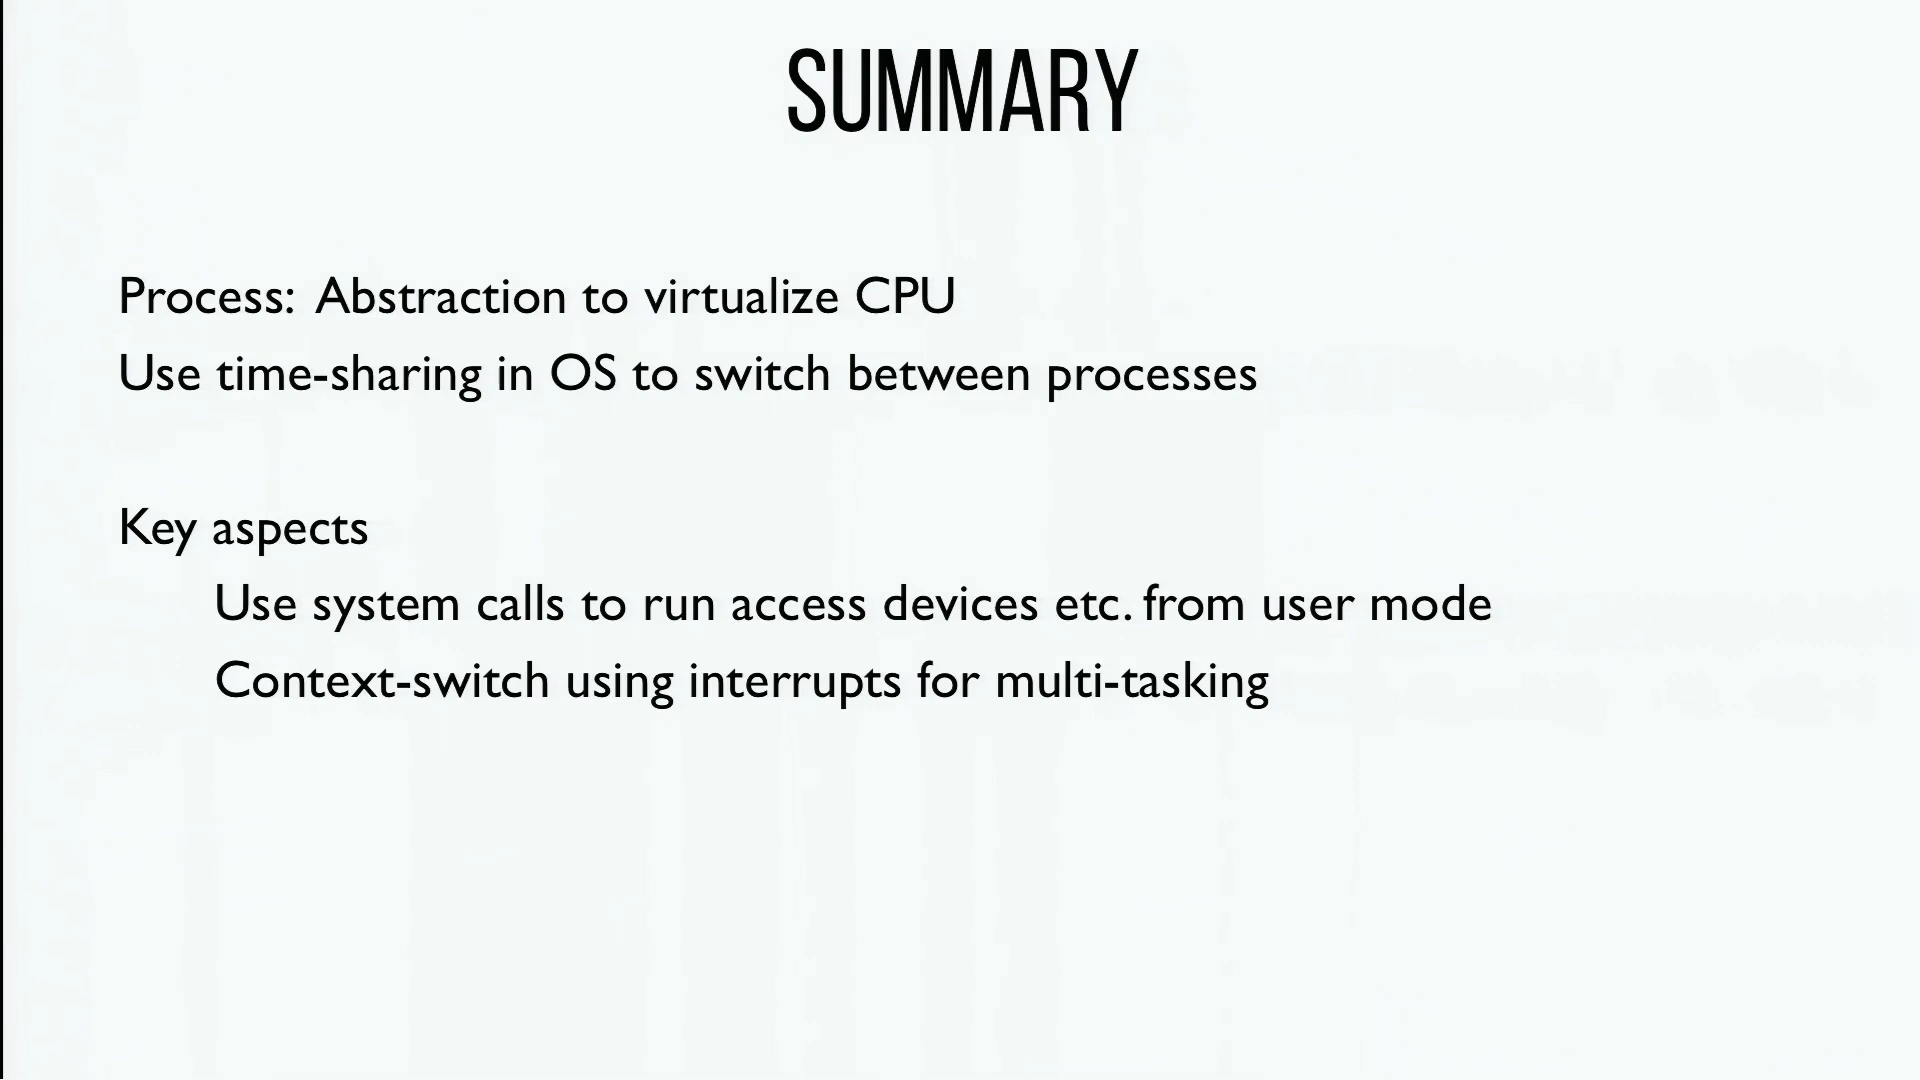 SUMMARY
Process: Abstraction to virtualize CPU
Use time-sharing in OS to switch between processes
Key aspects
Use system calls to run access devices etc. from user mode
Context-switch using interrupts for multi-tasking